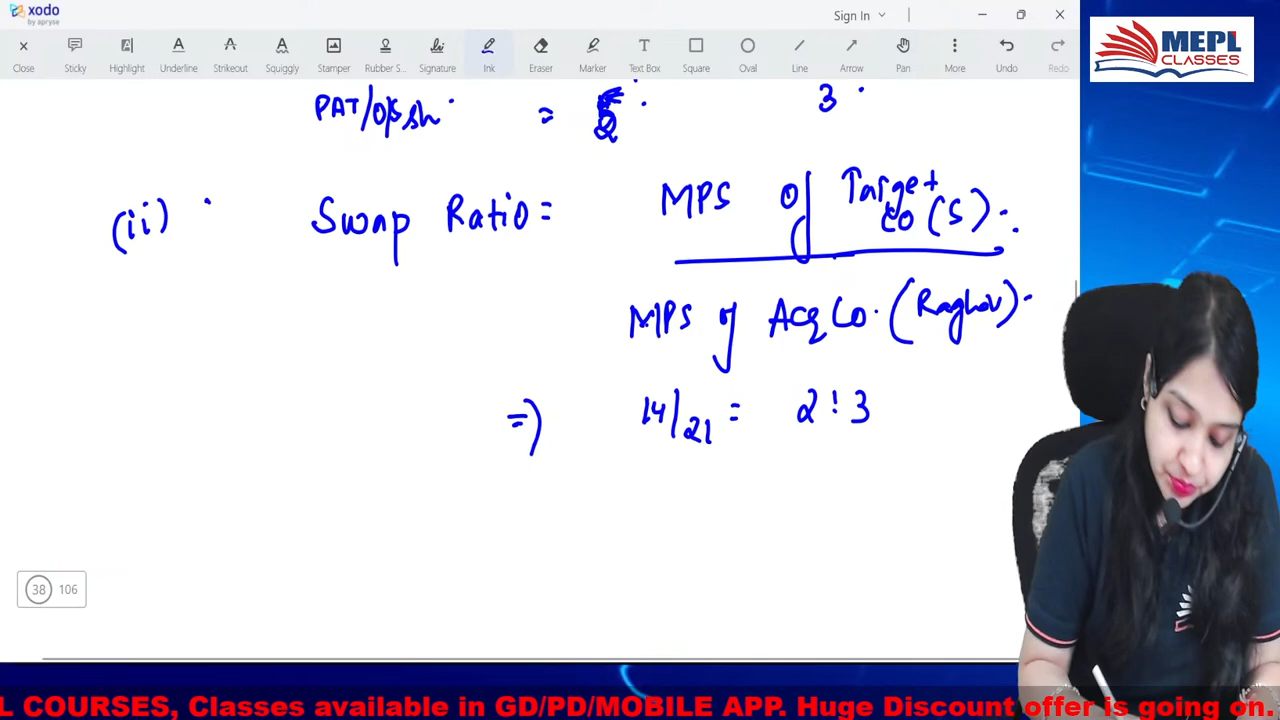 xodo
by apryse
Sign In
Close
Sticky
Highlight
Underline
Strikeout
Squiggly
Stamper
Rubber
Signature
Ink
Eraser
Marker
Text Box
Square
Oval
Line
Arrow
Pan
More
Undo
Redo
MEPL
CLASSES
PAT/O/s sh = 3
(ii) Swap Ratio = MPS of Target Co (S)
MPS of Acq Co. (Raghav)
=) 14/21 = 2:3
38 106
L COURSES, Classes available in GD/PD/MOBILE APP. Huge Discount offer is going on.